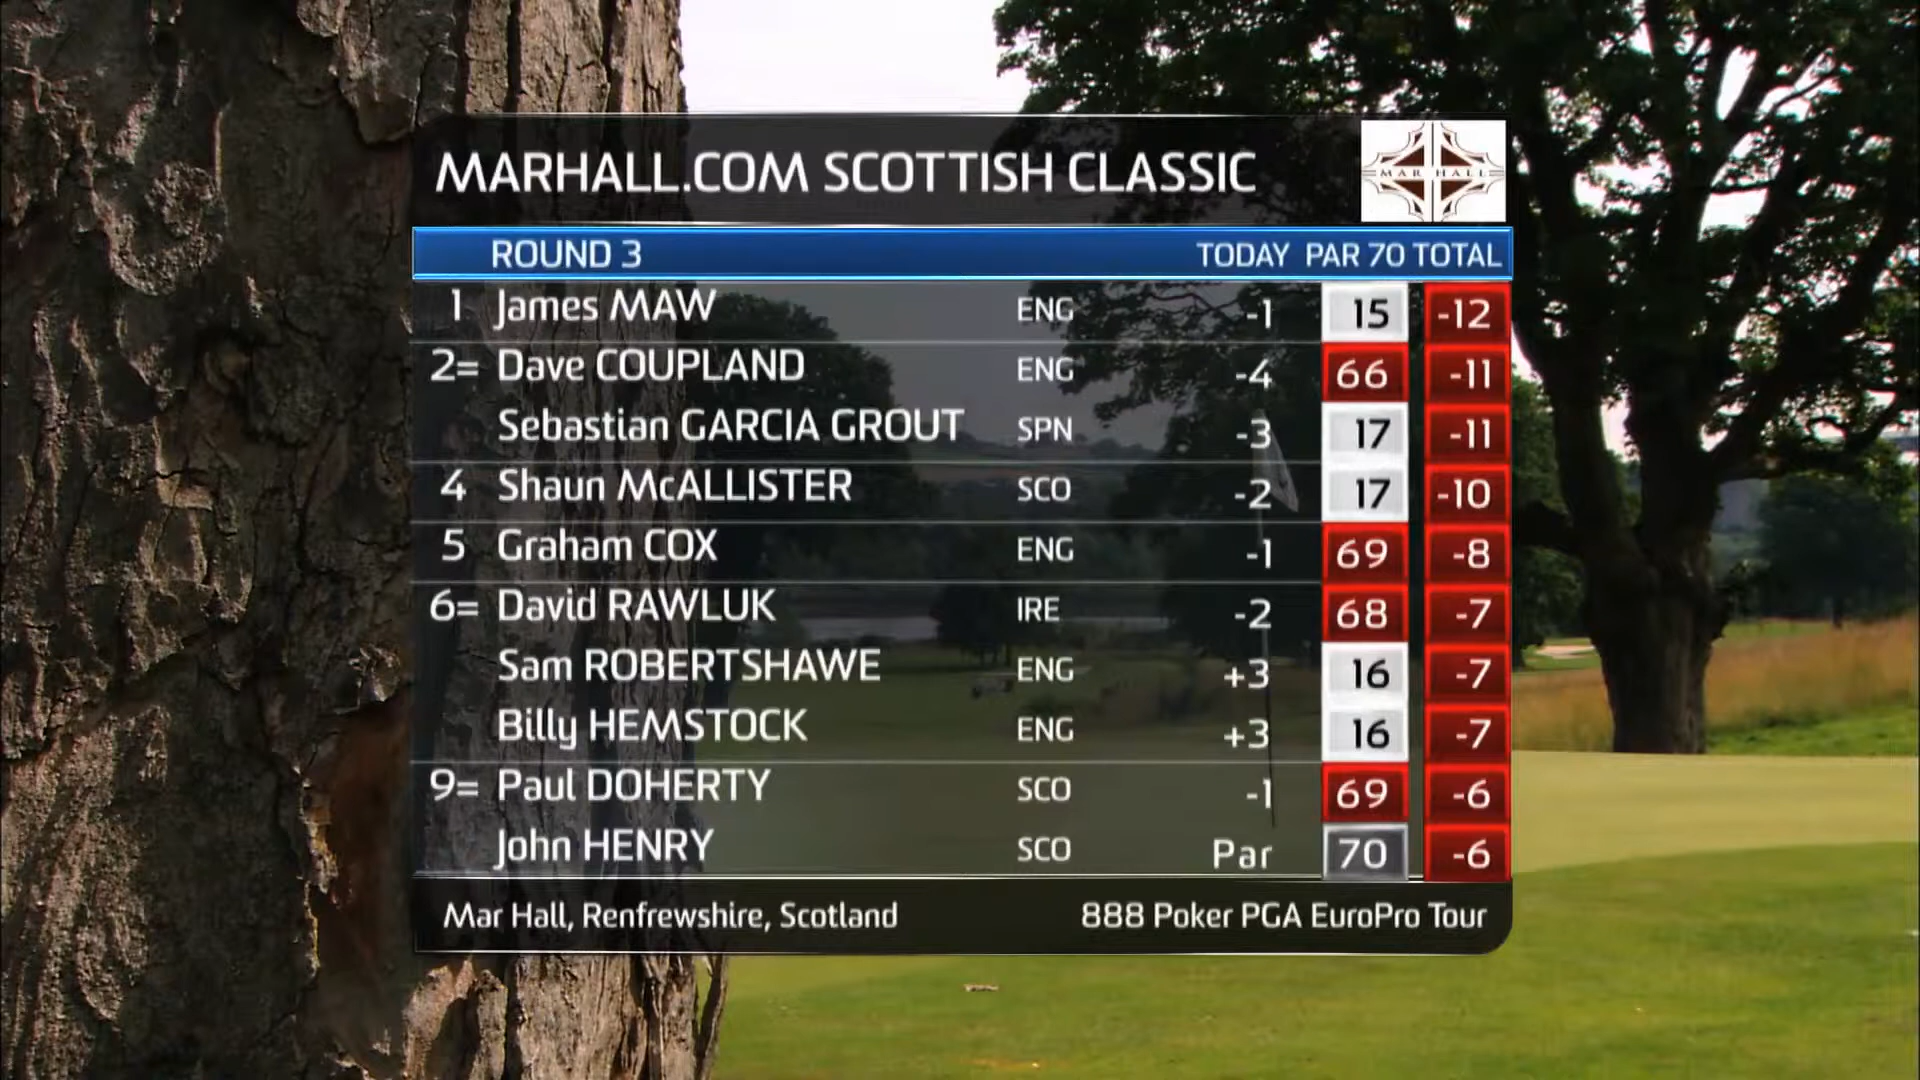 MARHALL.COM SCOTTISH CLASSIC
MAR HALL
ROUND 3 TODAY PAR 70 TOTAL
1 James MAW ENG -1 15 -12
2= Dave COUPLAND ENG -4 66 -11
Sebastian GARCIA GROUT SPN -3 17 -11
4 Shaun McALLISTER SCO -2 17 -10
5 Graham COX ENG -1 69 -8
6= David RAWLUK IRE -2 68 -7
Sam ROBERTSHAWE ENG +3 16 -7
Billy HEMSTOCK ENG +3 16 -7
9= Paul DOHERTY SCO -1 69 -6
John HENRY SCO Par 70 -6
Mar Hall, Renfrewshire, Scotland 888 Poker PGA EuroPro Tour